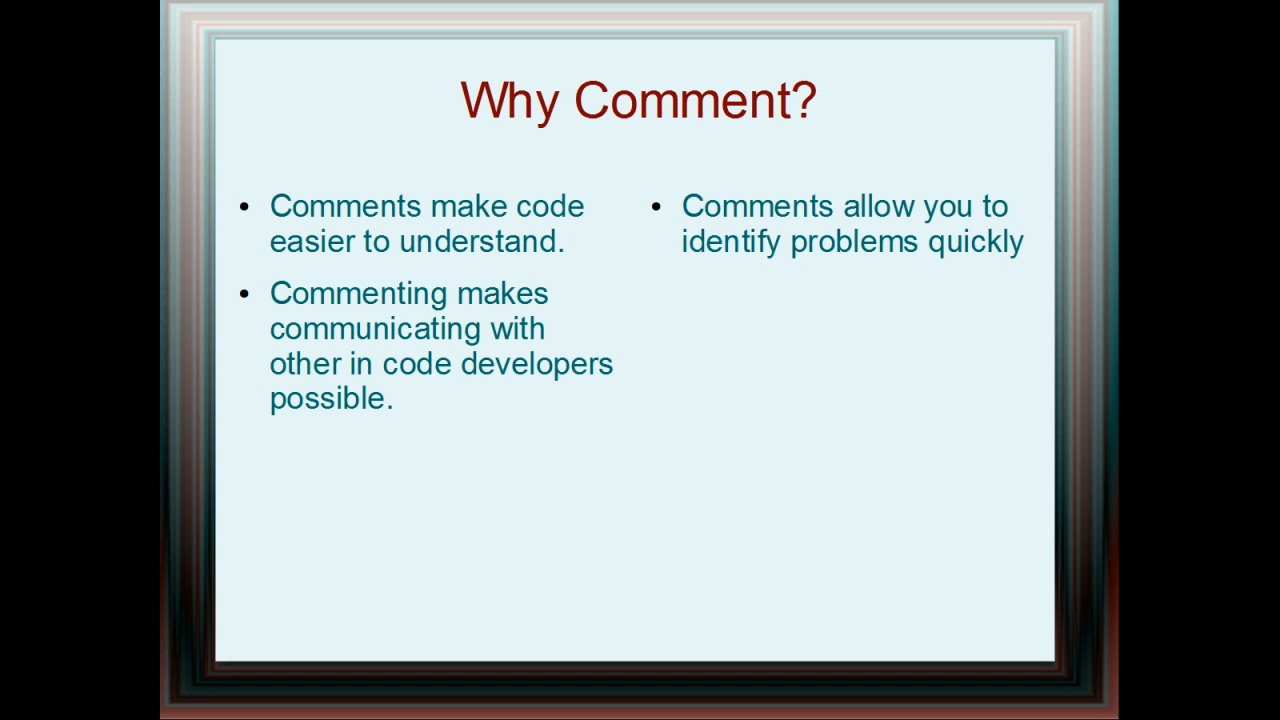 Why Comment?
• Comments make code
easier to understand.
• Commenting makes
communicating with
other in code developers
possible.
• Comments allow you to
identify problems quickly